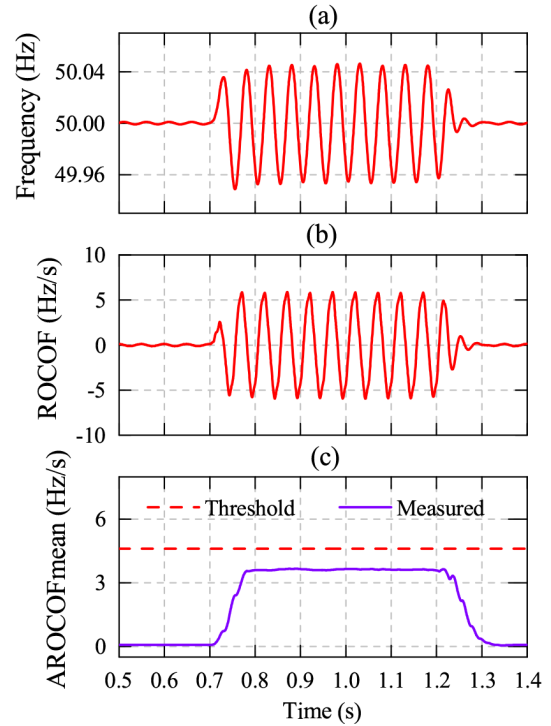 (a)
Frequency (Hz)
50.04
50.00
49.96
(b)
ROCOF (Hz/s)
10
5
0
-5
-10
(c)
AROCOFmean (Hz/s)
Threshold Measured
6
3
0
0.5 0.6 0.7 0.8 0.9 1.0 1.1 1.2 1.3 1.4
Time (s)